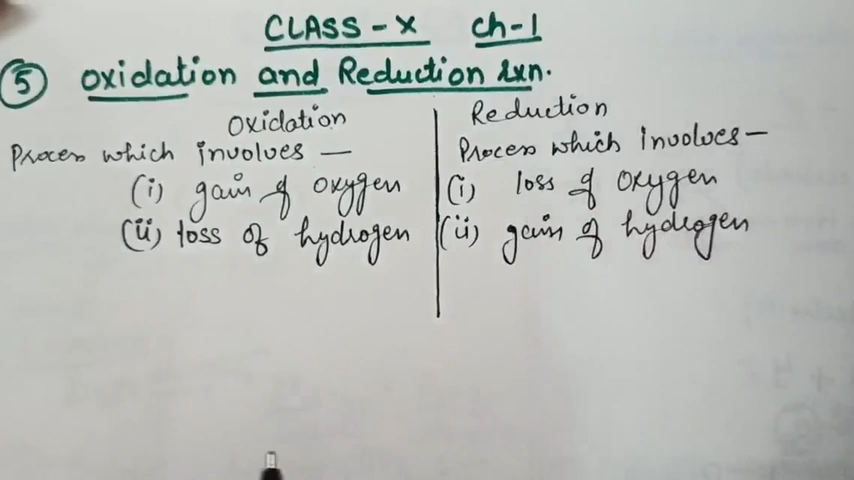 CLASS - X Ch-1
5 Oxidation and Reduction rxn.
Oxidation
Process which involves —
(i) gain of oxygen
(ii) loss of hydrogen
Reduction
Process which involves —
(i) loss of oxygen
(ii) gain of hydrogen